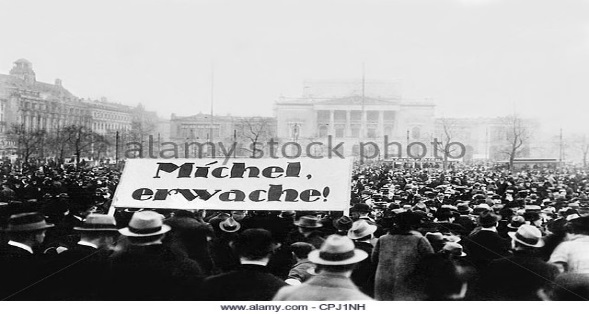 alamy stock photo
Michel,
erwache!
www.alamy.com - CPJ1NH